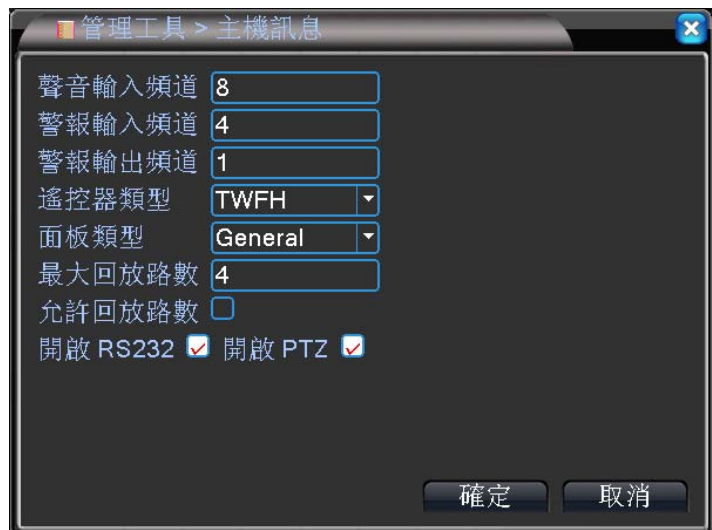 管理工具 > 主機訊息
聲音輸入頻道 8
警報輸入頻道 4
警報輸出頻道 1
遙控器類型 TWFH
面板類型 General
最大回放路數 4
允許回放路數
開啟 RS232 開啟 PTZ
確定 取消